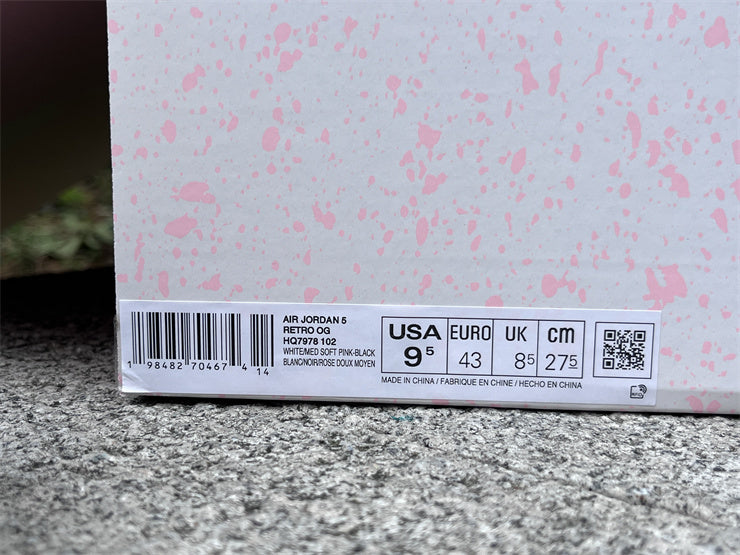 1 98482 70467 4 14
AIR JORDAN 5
RETRO OG
HQ7978 102
WHITE/MED SOFT PINK-BLACK
BLANC/NOIR/ROSE DOUX MOYEN
USA
9⁵
EURO
43
UK
8⁵
cm
27⁵
MADE IN CHINA / FABRIQUE EN CHINE / HECHO EN CHINA
RFID